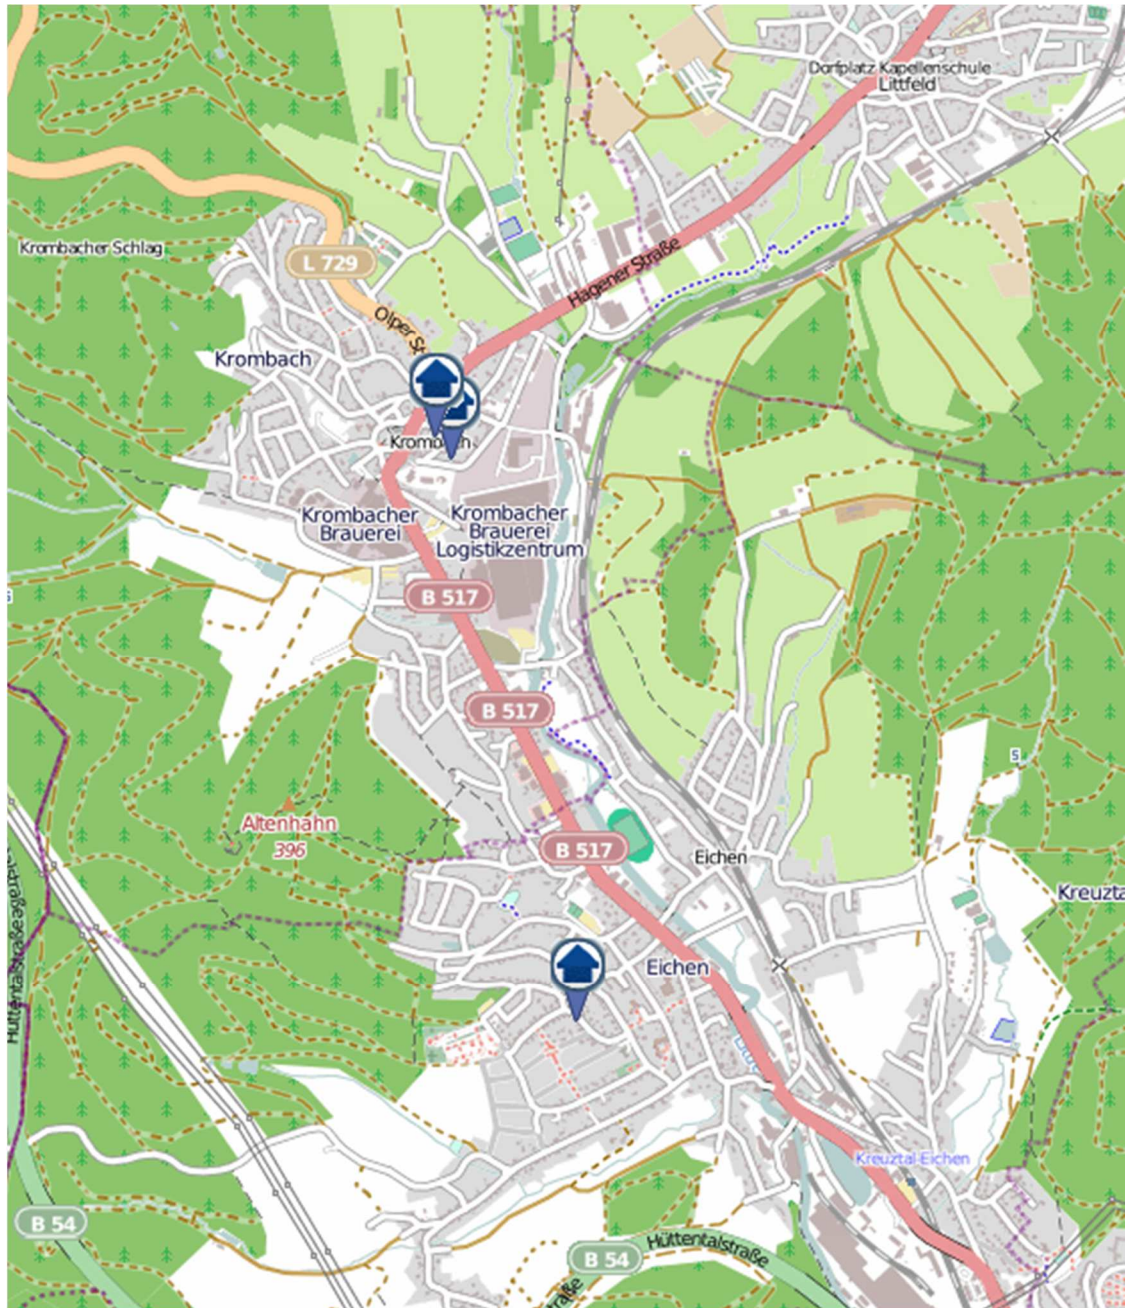 Dorfplatz Kapellenschule
Littfeld
Krombacher Schlag
L 729
Hagener Straße
Olper St
Krombach
Krombach
Krombacher
Brauerei
Krombacher
Brauerei
Logistikzentrum
B 517
B 517
Altenhahn
396
B 517
Eichen
5
Kreuzta
Eichen
Kreuztal-Eichen
B 54
B 54
Hüttentalstraße